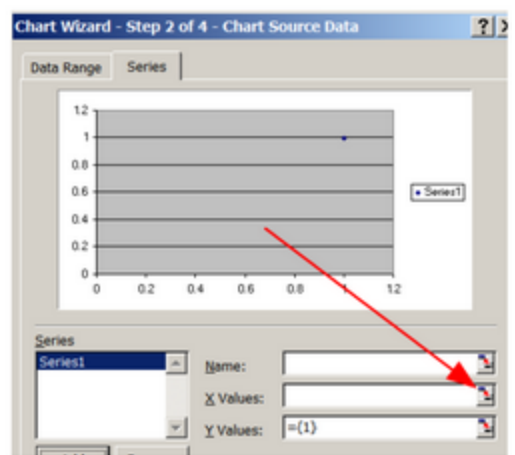 Chart Wizard - Step 2 of 4 - Chart Source Data
Data Range Series
1.2
1
0.8
0.6
0.4
0.2
0
0 0.2 0.4 0.6 0.8 1 1.2
Series1
Series
Series1
Name:
X Values:
Y Values: ={1}